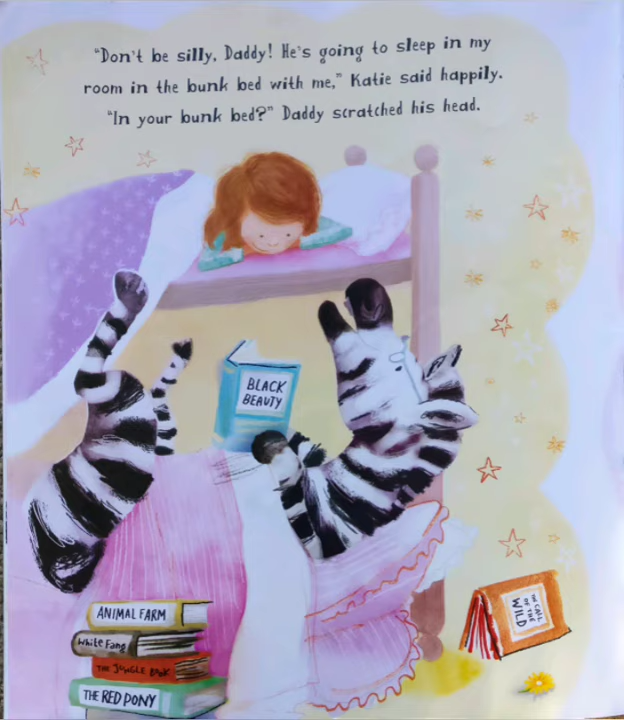 "Don't be silly, Daddy! He's going to sleep in my
room in the bunk bed with me," Katie said happily.
"In your bunk bed?" Daddy scratched his head.
BLACK
BEAUTY
ANIMAL FARM
White Fang
THE JUNGLE BOOK
THE RED PONY
THE CALL
OF THE
WILD